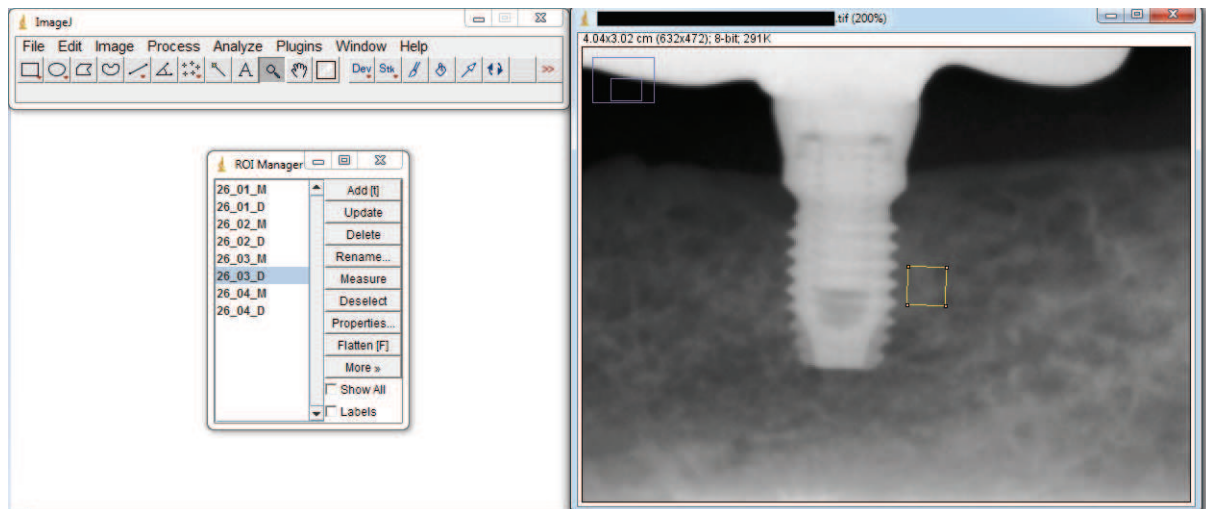 ImageJ
File Edit Image Process Analyze Plugins Window Help
A Dev Stk >>
ROI Manager
26_01_M
26_01_D
26_02_M
26_02_D
26_03_M
26_03_D
26_04_M
26_04_D
Add [t]
Update
Delete
Rename...
Measure
Deselect
Properties...
Flatten [F]
More »
Show All
Labels
.tif (200%)
4.04x3.02 cm (632x472); 8-bit; 291K